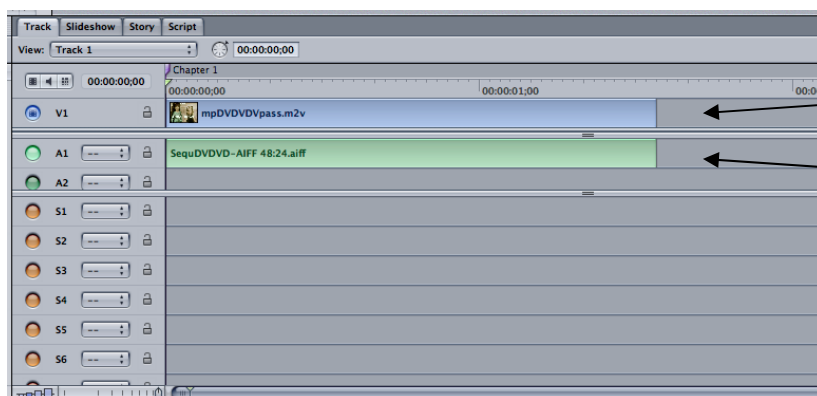 Track Slideshow Story Script
View: Track 1 00:00:00;00
Chapter 1
00:00:00;00
00:00:00;00 00:00:01;00 00:0
V1 mpDVDVDVpass.m2v
A1 -- SequDVDVD-AIFF 48:24.aiff
A2 --
S1 --
S2 --
S3 --
S4 --
S5 --
S6 --